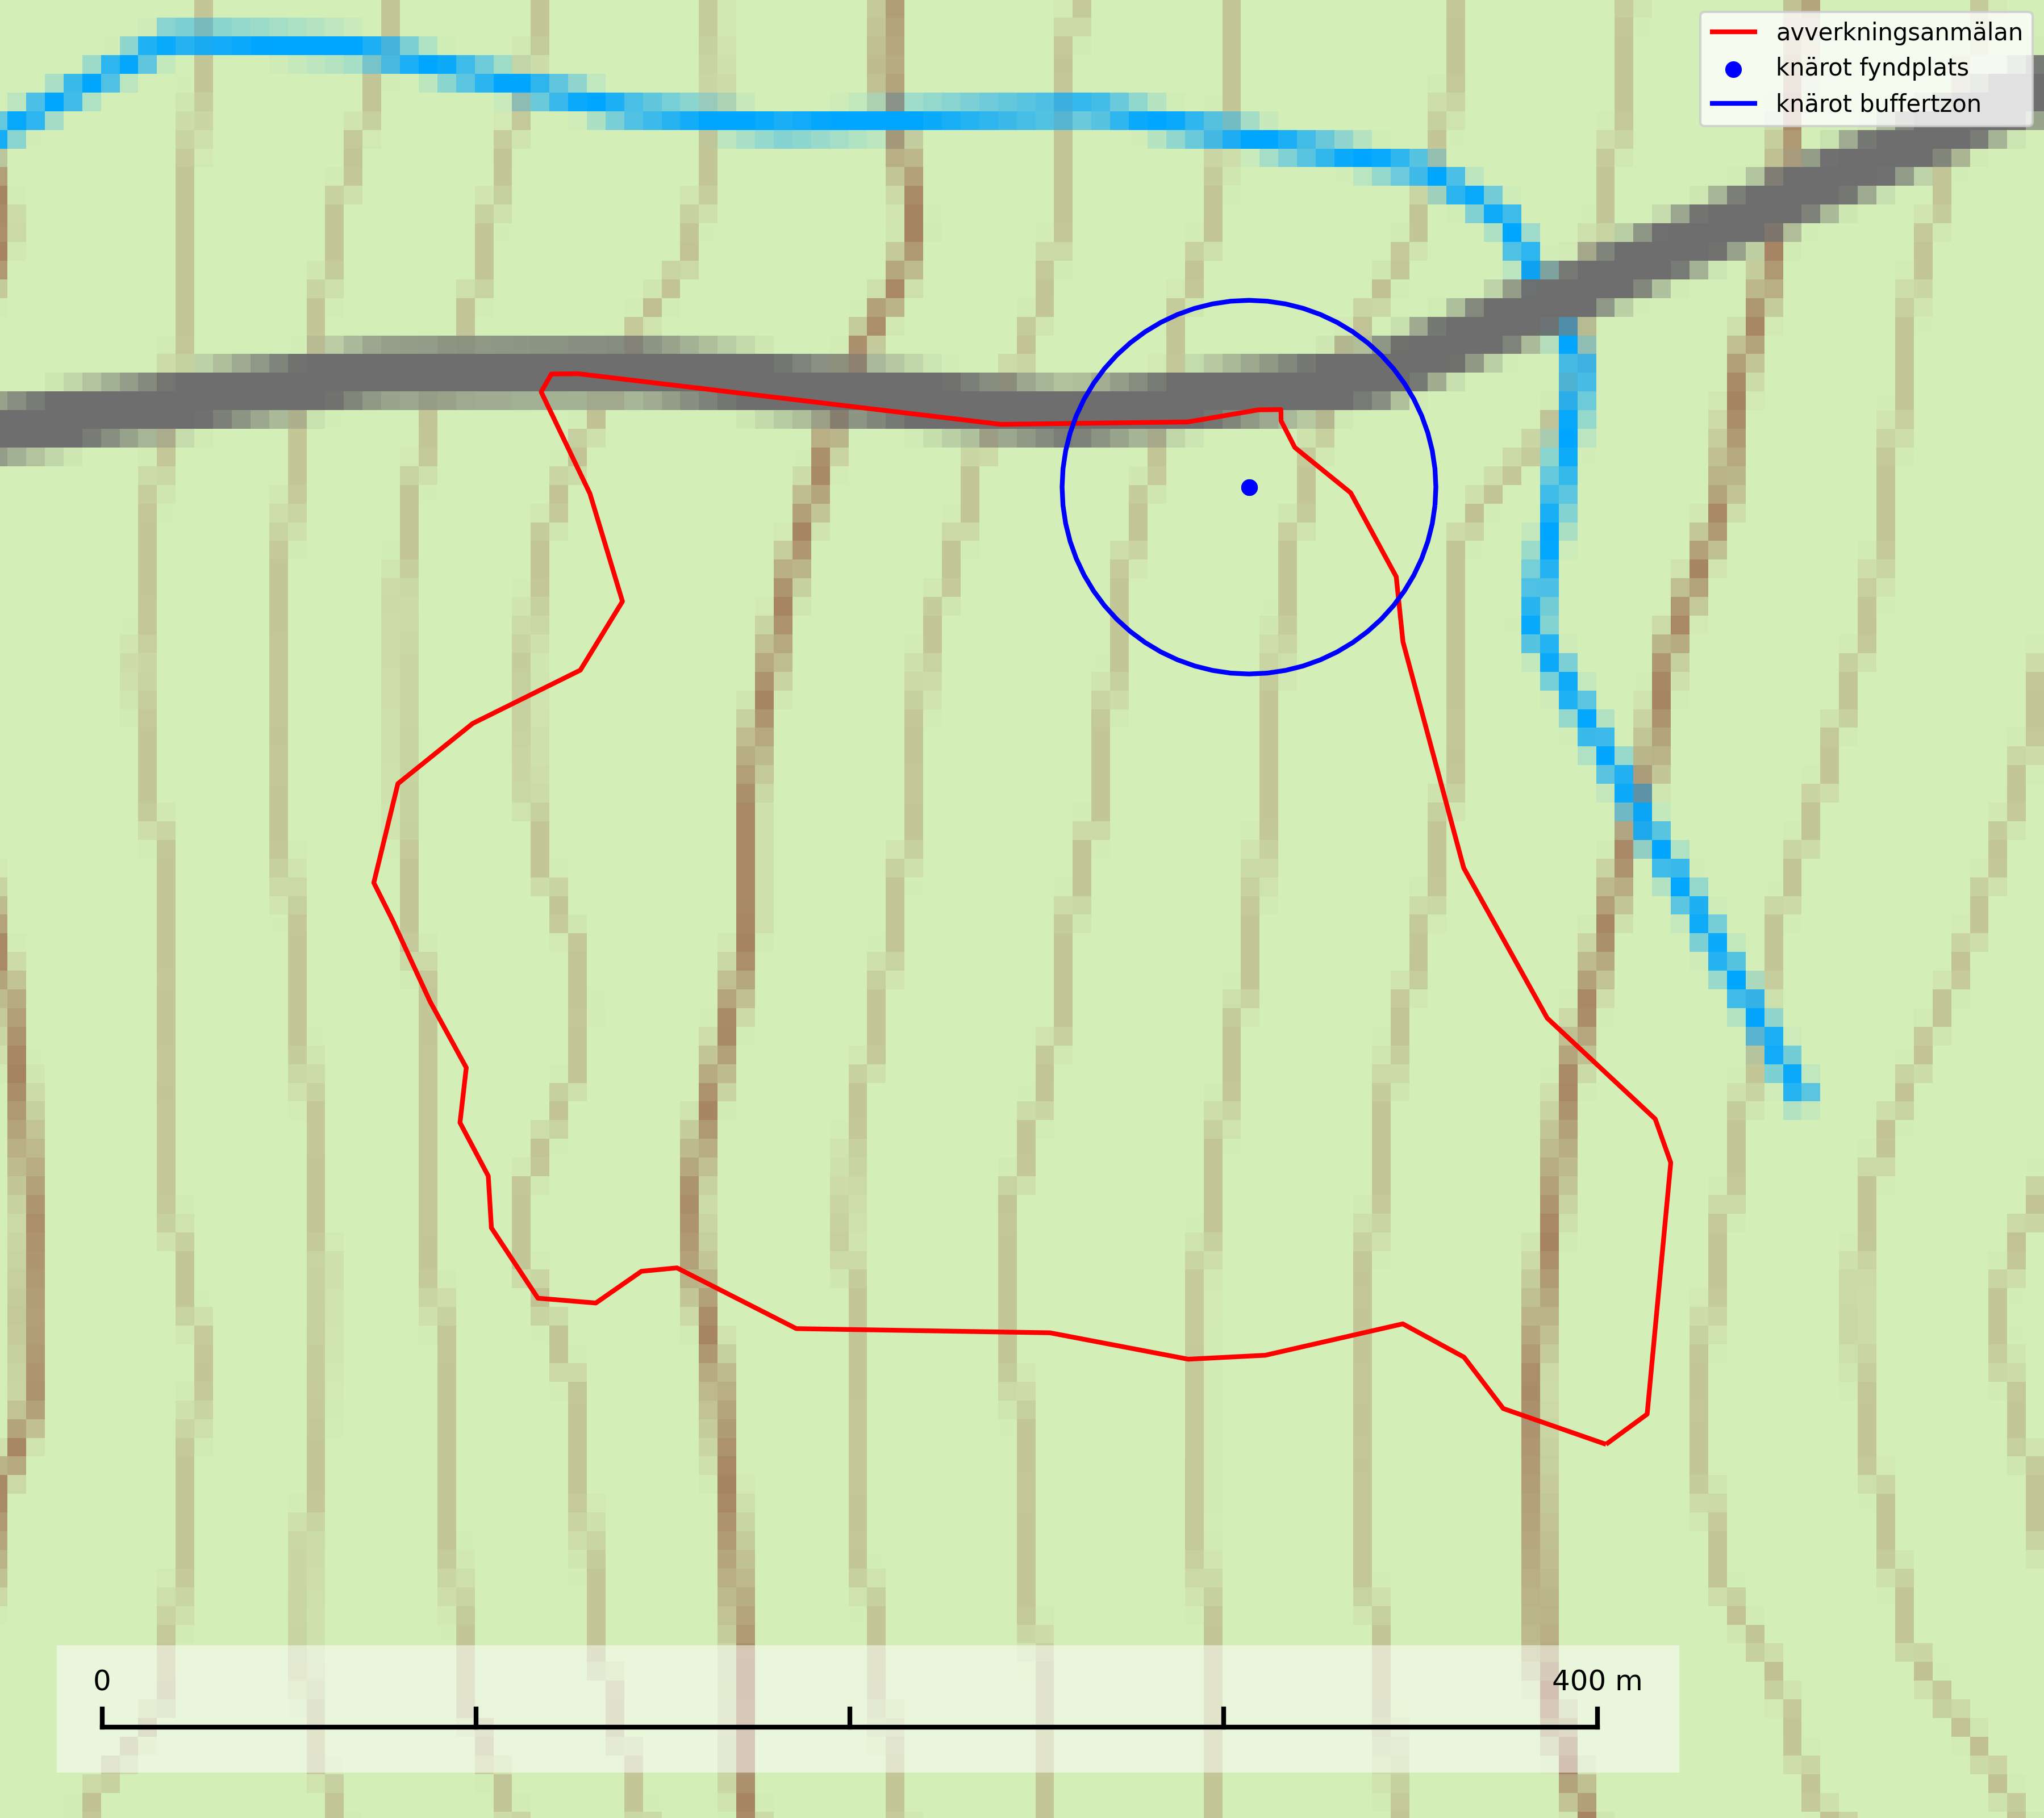 avverkningsanmälan
knärot fyndplats
knärot buffertzon
0 400 m